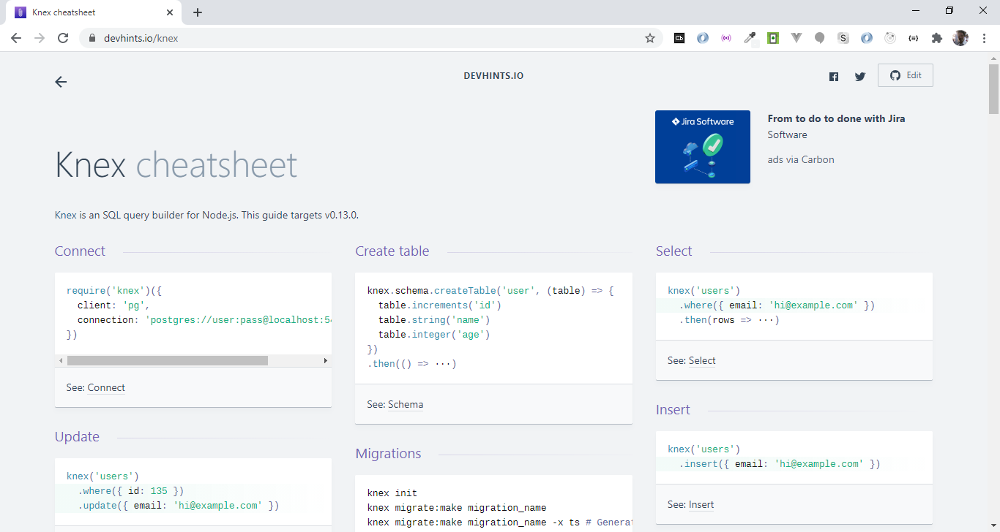 Knex cheatsheet
devhints.io/knex
DEVHINTS.IO
Edit
Jira Software
From to do to done with Jira
Software
ads via Carbon
Knex cheatsheet
Knex is an SQL query builder for Node.js. This guide targets v0.13.0.
Connect
require('knex')({
  client: 'pg',
  connection: 'postgres://user:pass@localhost:54
})
See: Connect
Update
knex('users')
  .where({ id: 135 })
  .update({ email: 'hi@example.com' })
Create table
knex.schema.createTable('user', (table) => {
  table.increments('id')
  table.string('name')
  table.integer('age')
})
.then(() => ···)
See: Schema
Migrations
knex init
knex migrate:make migration_name
knex migrate:make migration_name -x ts # Generat
Select
knex('users')
  .where({ email: 'hi@example.com' })
  .then(rows => ···)
See: Select
Insert
knex('users')
  .insert({ email: 'hi@example.com' })
See: Insert